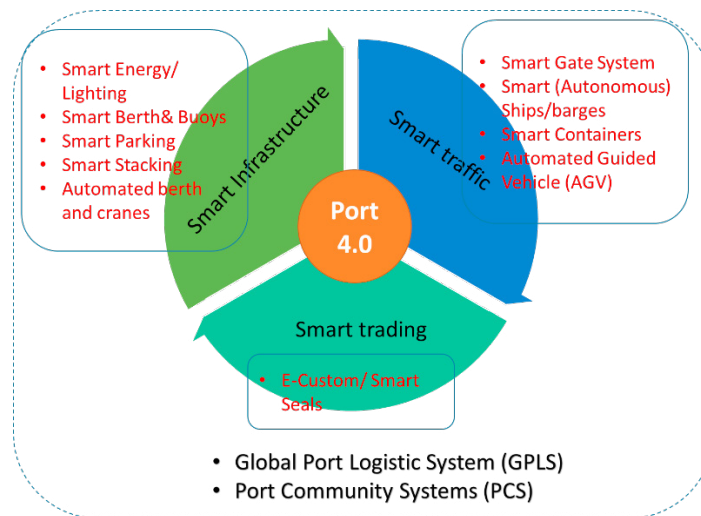 • Smart Energy/
Lighting
• Smart Berth& Buoys
• Smart Parking
• Smart Stacking
• Automated berth
and cranes
Smart Infrastructure
Smart traffic
• Smart Gate System
• Smart (Autonomous)
Ships/barges
• Smart Containers
• Automated Guided
Vehicle (AGV)
Port
4.0
Smart trading
• E-Custom/ Smart
Seals
• Global Port Logistic System (GPLS)
• Port Community Systems (PCS)